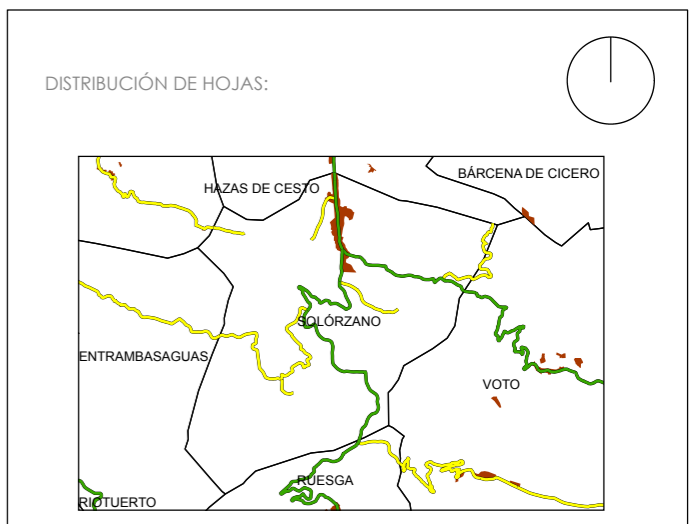 DISTRIBUCIÓN DE HOJAS:
BÁRCENA DE CICERO
HAZAS DE CESTO
SOLÓRZANO
ENTRAMBASAGUAS
VOTO
RUESGA
RIOTUERTO